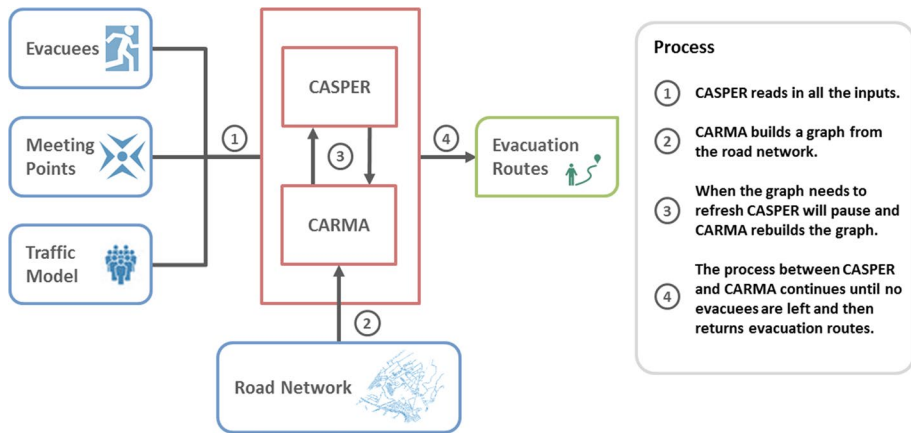 Evacuees
Meeting
Points
Traffic
Model
1
CASPER
3
CARMA
2
Road Network
4
Evacuation
Routes
Process
1 CASPER reads in all the inputs.
2 CARMA builds a graph from
the road network.
3 When the graph needs to
refresh CASPER will pause and
CARMA rebuilds the graph.
4 The process between CASPER
and CARMA continues until no
evacuees are left and then
returns evacuation routes.